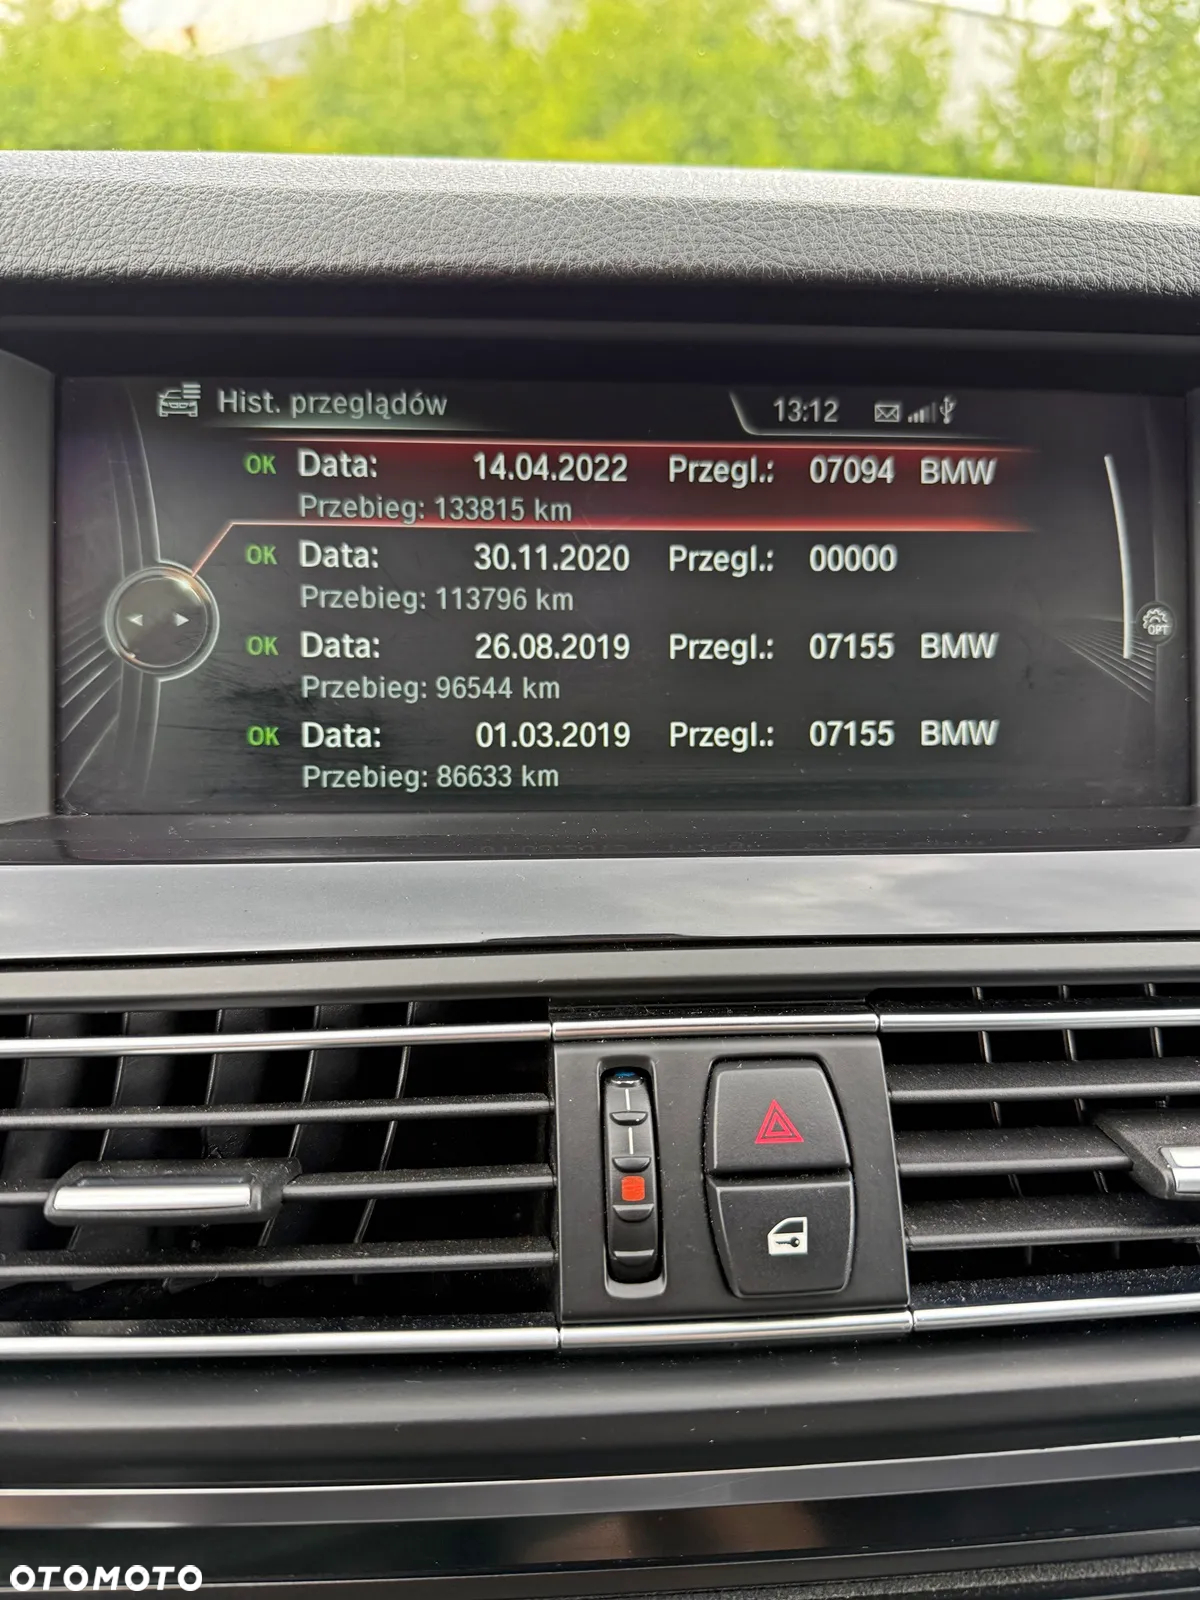 Hist. przeglądów 13:12
OK Data: 14.04.2022 Przegl.: 07094 BMW
Przebieg: 133815 km
OK Data: 30.11.2020 Przegl.: 00000
Przebieg: 113796 km
OK Data: 26.08.2019 Przegl.: 07155 BMW
Przebieg: 96544 km
OPT
OK Data: 01.03.2019 Przegl.: 07155 BMW
Przebieg: 86633 km
OTOMOTO